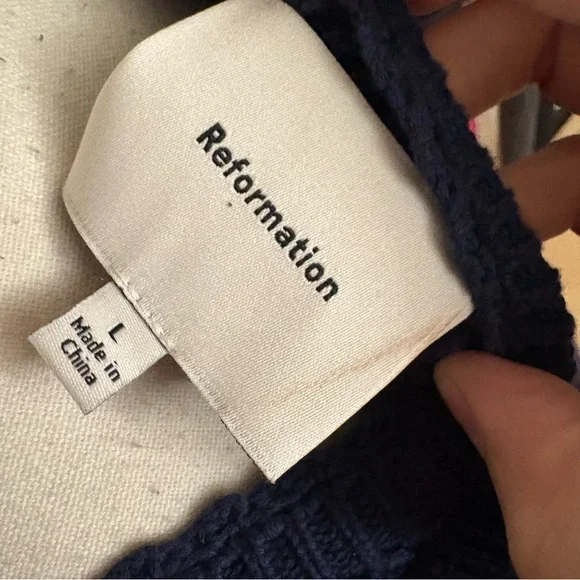 Reformation
L
Made in
China